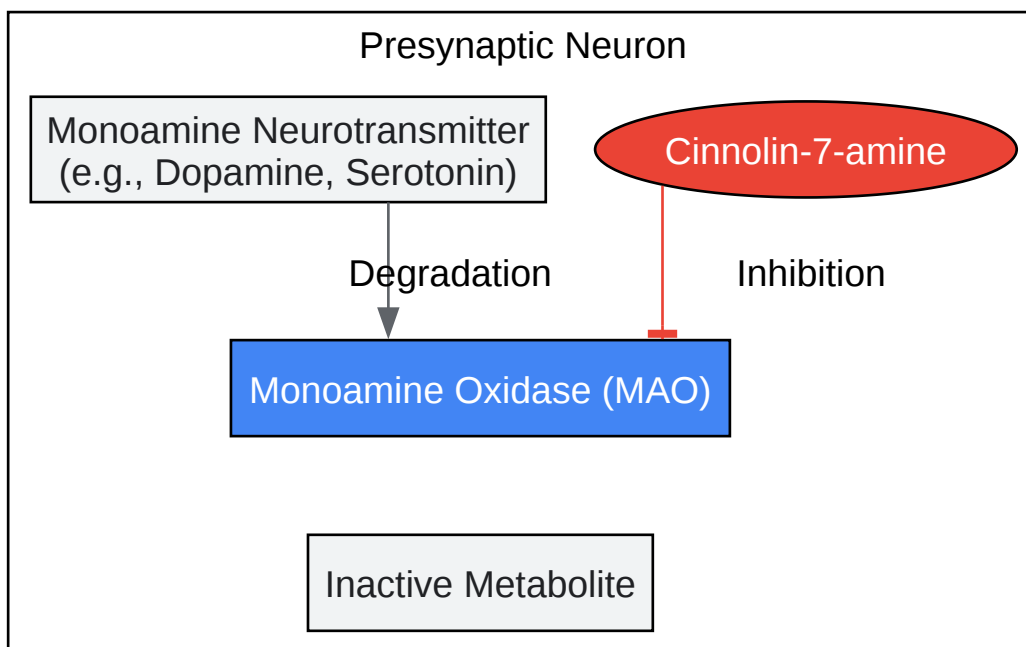 Presynaptic Neuron
Monoamine Neurotransmitter
(e.g., Dopamine, Serotonin)
Cinnolin-7-amine
Degradation
Inhibition
Monoamine Oxidase (MAO)
Inactive Metabolite